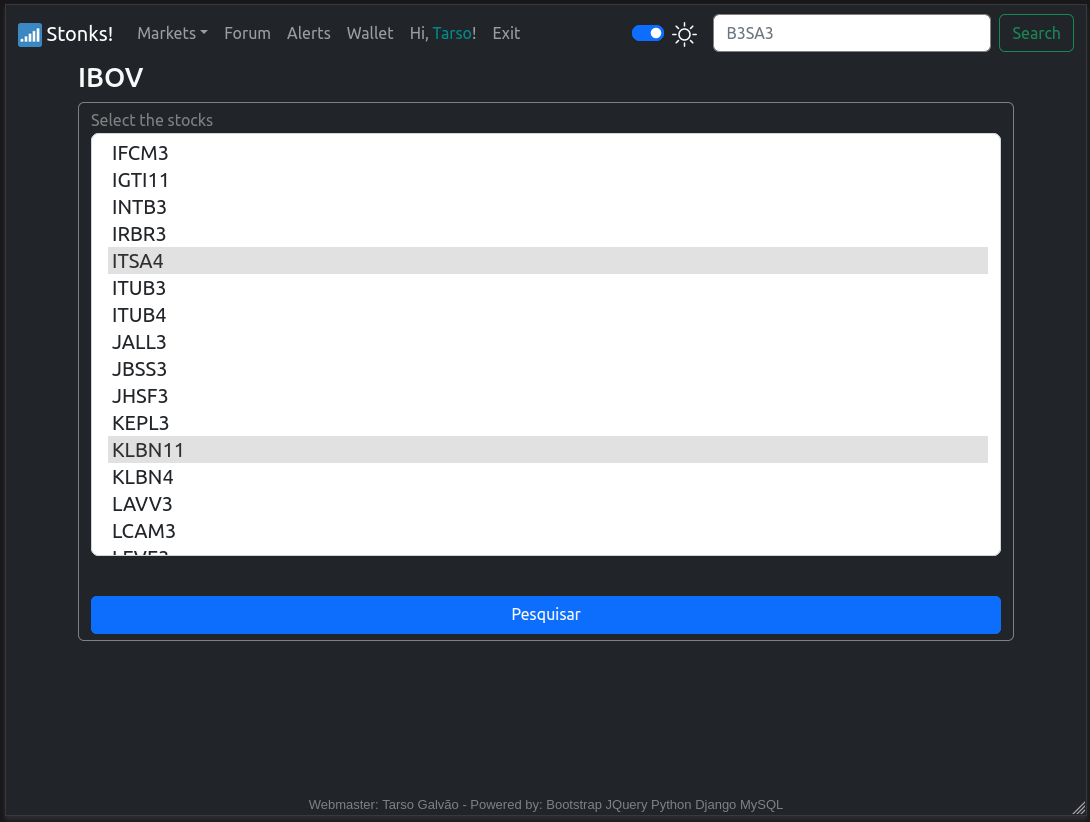 Stonks! Markets Forum Alerts Wallet Hi, Tarso! Exit B3SA3 Search
IBOV
Select the stocks
IFCM3
IGTI11
INTB3
IRBR3
ITSA4
ITUB3
ITUB4
JALL3
JBSS3
JHSF3
KEPL3
KLBN11
KLBN4
LAVV3
LCAM3
Pesquisar
Webmaster: Tarso Galvão - Powered by: Bootstrap JQuery Python Django MySQL